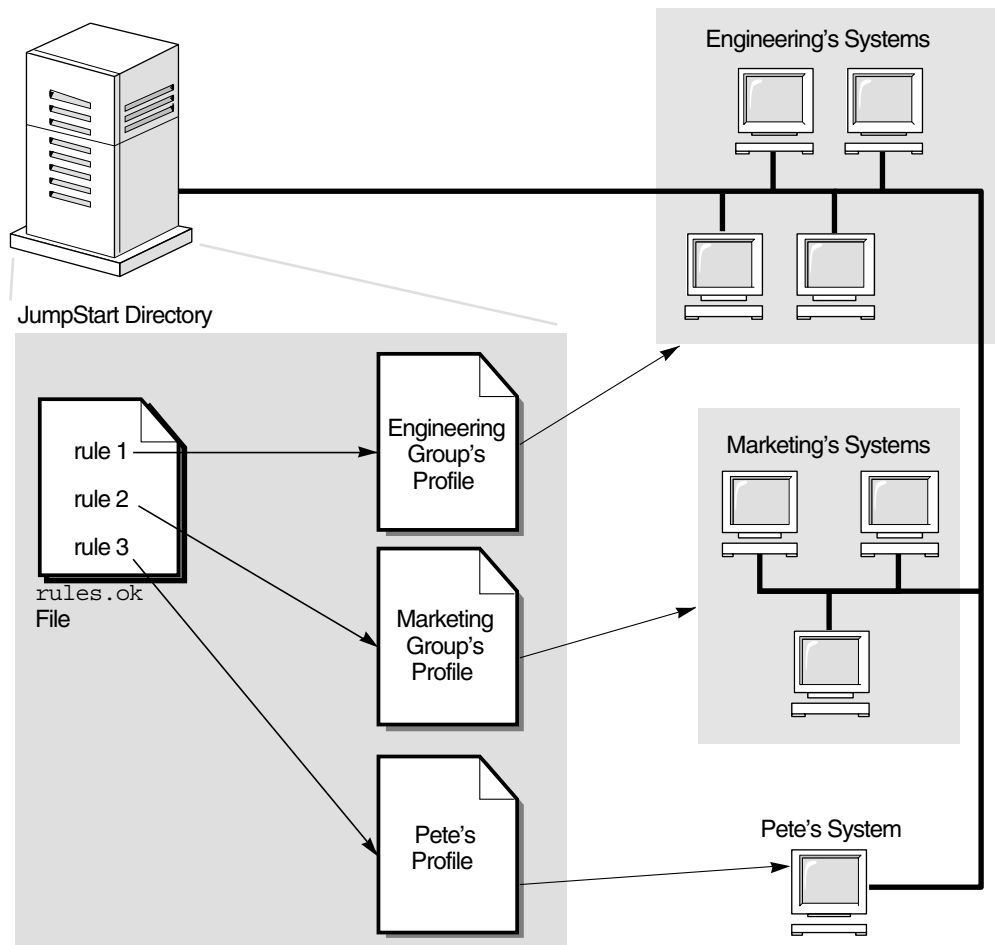 Engineering's Systems
JumpStart Directory
rule 1
rule 2
rule 3
rules.ok
File
Engineering
Group's
Profile
Marketing
Group's
Profile
Pete's
Profile
Marketing's Systems
Pete's System